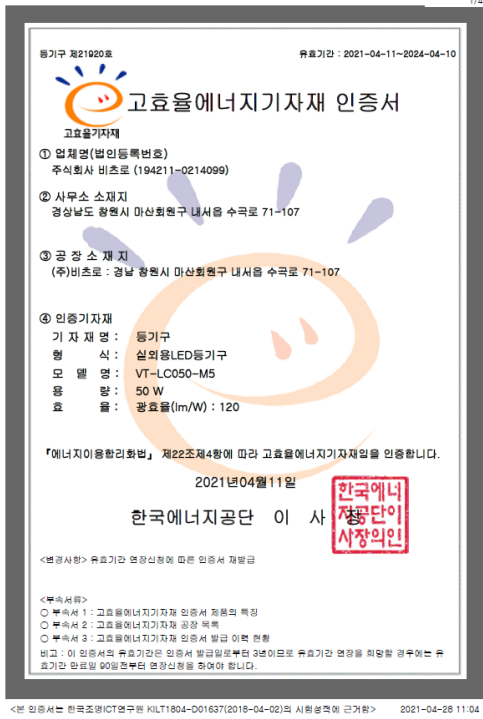 1/4
등기구 제21920호
유효기간 : 2021-04-11~2024-04-10
고효율에너지기자재 인증서
고효율기자재
① 업체명(법인등록번호)
주식회사 비츠로 (194211-0214099)
② 사무소 소재지
경상남도 창원시 마산회원구 내서읍 수곡로 71-107
③ 공 장 소 재 지
(주)비츠로 : 경남 창원시 마산회원구 내서읍 수곡로 71-107
④ 인증기자재
기 자 재 명 : 등기구
형 식 : 실외용LED등기구
모 델 명 : VT-LC050-M5
용 량 : 50 W
효 율 : 광효율(lm/W) : 120
『에너지이용합리화법』 제22조제4항에 따라 고효율에너지기자재임을 인증합니다.
2021년04월11일
한국에너지공단 이 사 장
한국에너
지공단이
사장의인
<변경사항> 유효기간 연장신청에 따른 인증서 재발급
<부속서류>
○ 부속서 1 : 고효율에너지기자재 인증서 제품의 특징
○ 부속서 2 : 고효율에너지기자재 공장 목록
○ 부속서 3 : 고효율에너지기자재 인증서 발급 이력 현황
비고 : 이 인증서의 유효기간은 인증서 발급일로부터 3년이므로 유효기간 연장을 희망할 경우에는 유
효기간 만료일 90일전부터 연장신청을 하여야 합니다.
<본 인증서는 한국조명ICT연구원 KILT1804-D01637(2018-04-02)의 시험성적에 근거함>
2021-04-28 11:04